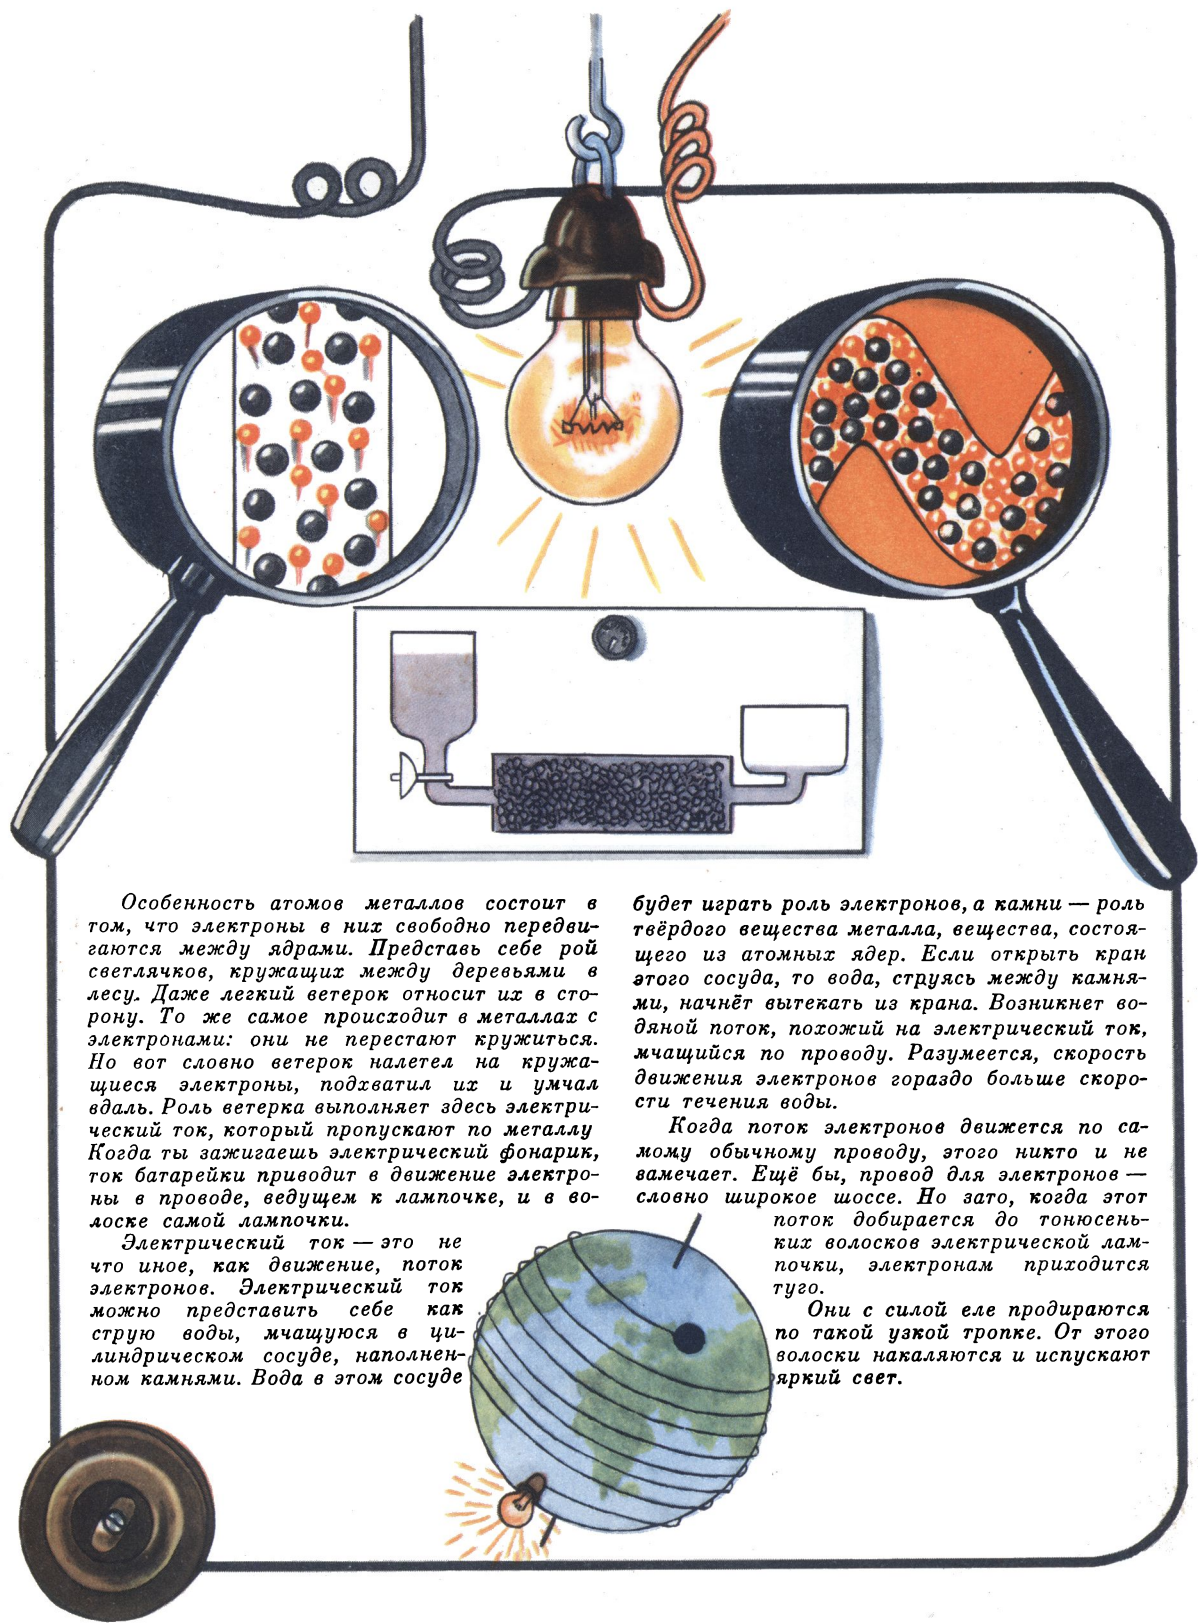 Особенность атомов металлов состоит в
том, что электроны в них свободно передви-
гаются между ядрами. Представь себе рой
светлячков, кружащих между деревьями в
лесу. Даже легкий ветерок относит их в сто-
рону. То же самое происходит в металлах с
электронами: они не перестают кружиться.
Но вот словно ветерок налетел на кружа-
щиеся электроны, подхватил их и умчал
вдаль. Роль ветерка выполняет здесь электри-
ческий ток, который пропускают по металлу
Когда ты зажигаешь электрический фонарик,
ток батарейки приводит в движение электро-
ны в проводе, ведущем к лампочке, и в во-
лоске самой лампочки.
Электрический ток — это не
что иное, как движение, поток
электронов. Электрический ток
можно представить себе как
струю воды, мчащуюся в ци-
линдрическом сосуде, наполнен-
ном камнями. Вода в этом сосуде
будет играть роль электронов, а камни — роль
твёрдого вещества металла, вещества, состоя-
щего из атомных ядер. Если открыть кран
этого сосуда, то вода, струясь между камня-
ми, начнёт вытекать из крана. Возникнет во-
дяной поток, похожий на электрический ток,
мчащийся по проводу. Разумеется, скорость
движения электронов гораздо больше скоро-
сти течения воды.
Когда поток электронов движется по са-
мому обычному проводу, этого никто и не
замечает. Ещё бы, провод для электронов —
словно широкое шоссе. Но зато, когда этот
поток добирается до тонюсень-
ких волосков электрической лам-
почки, электронам приходится
туго.
Они с силой еле продираются
по такой узкой тропке. От этого
волоски накаляются и испускают
яркий свет.